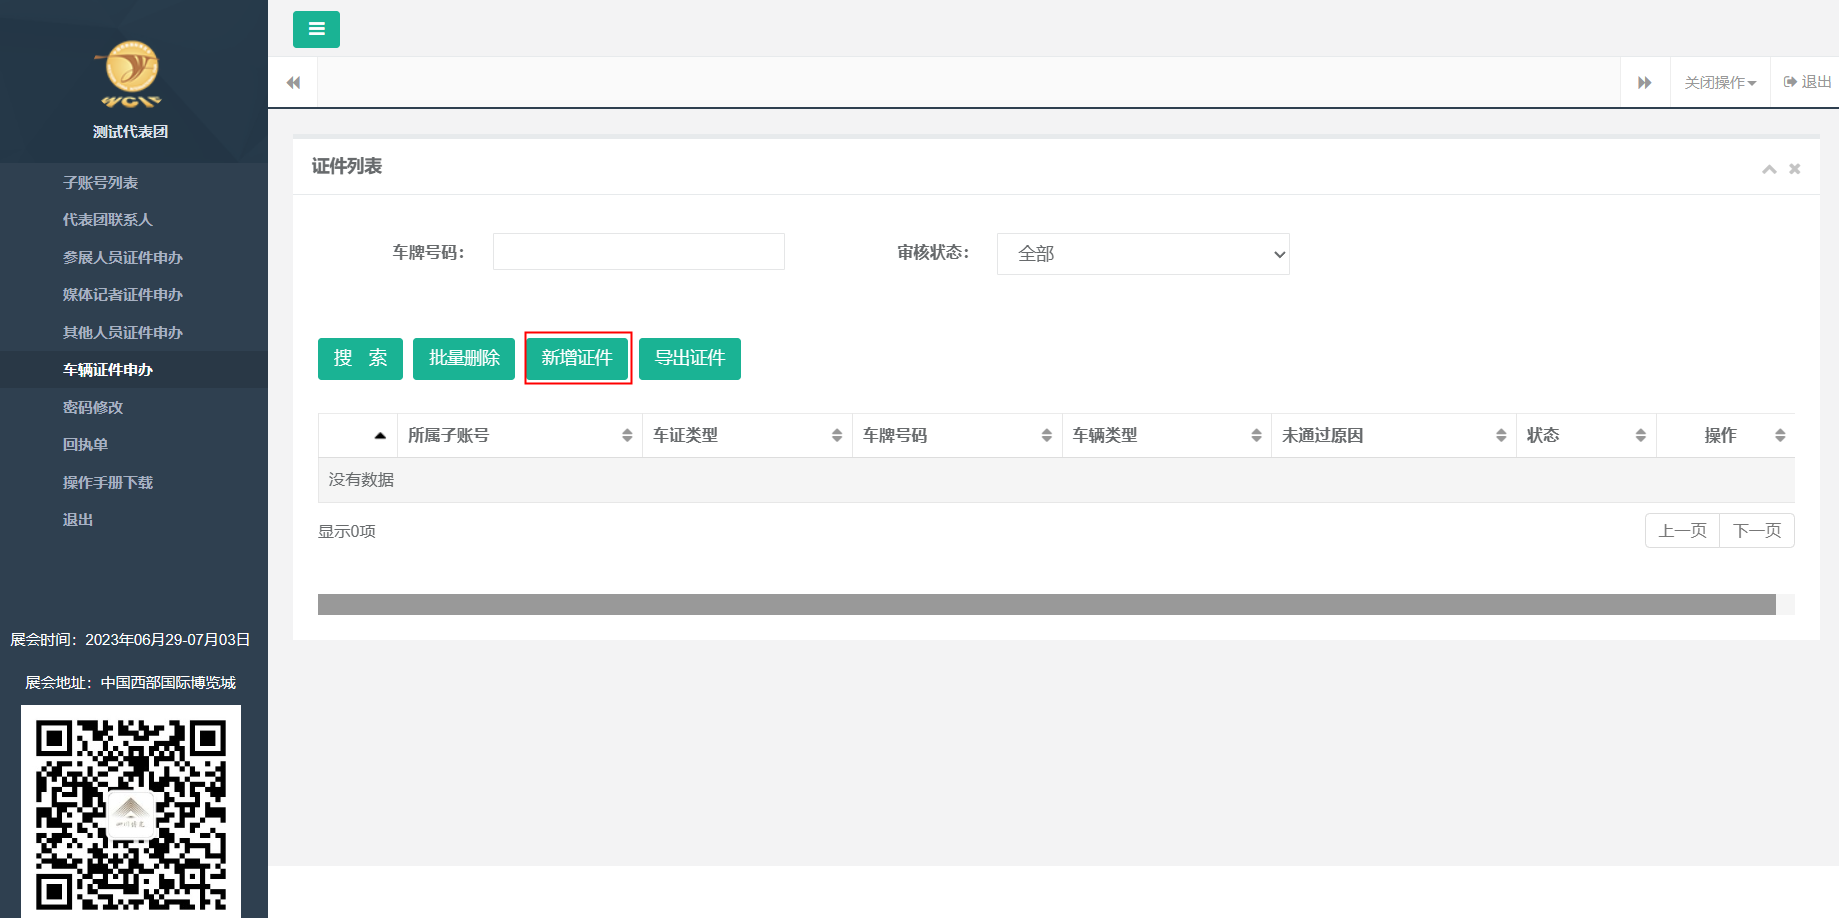 WCIF
测试代表团
子账号列表
代表团联系人
参展人员证件申办
媒体记者证件申办
其他人员证件申办
车辆证件申办
密码修改
回执单
操作手册下载
退出
展会时间：2023年06月29-07月03日
展会地址：中国西部国际博览城
关闭操作
退出
证件列表
车牌号码：
审核状态：
全部
搜 索
批量删除
新增证件
导出证件
所属子账号 车证类型 车牌号码 车辆类型 未通过原因 状态 操作
没有数据
显示0项
上一页 下一页